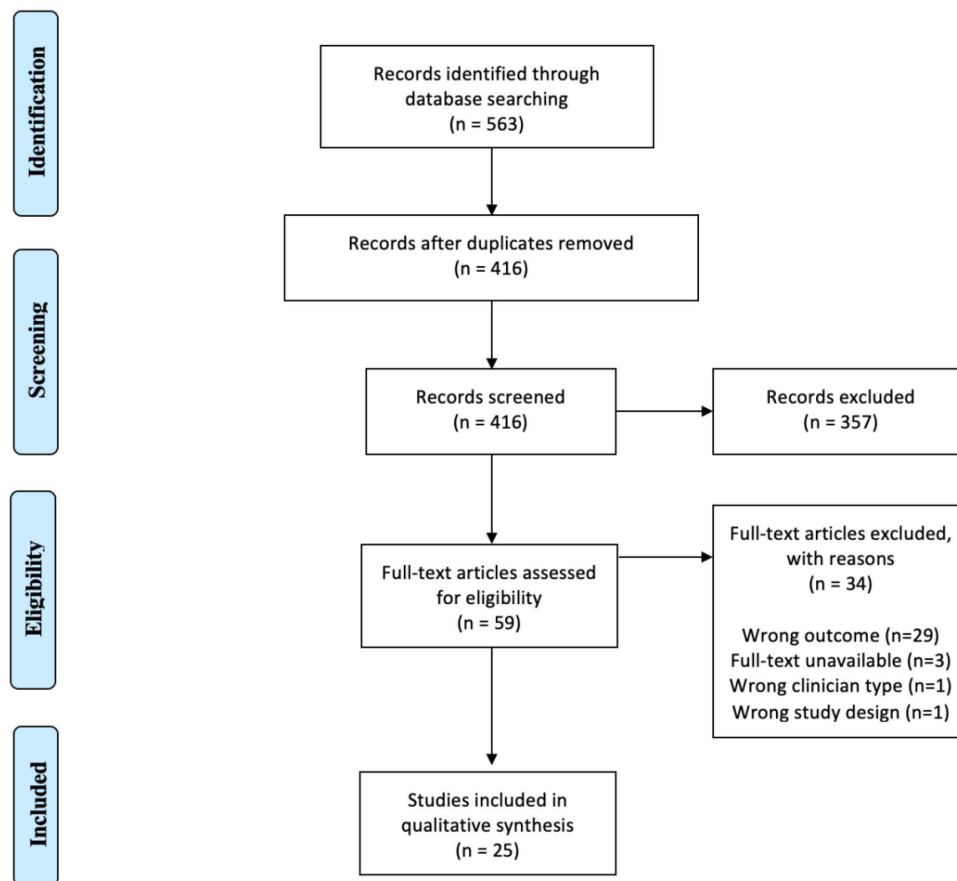 Identification
Records identified through
database searching
(n = 563)
Records after duplicates removed
(n = 416)
Screening
Records screened
(n = 416)
Records excluded
(n = 357)
Eligibility
Full-text articles assessed
for eligibility
(n = 59)
Full-text articles excluded,
with reasons
(n = 34)
Wrong outcome (n=29)
Full-text unavailable (n=3)
Wrong clinician type (n=1)
Wrong study design (n=1)
Included
Studies included in
qualitative synthesis
(n = 25)